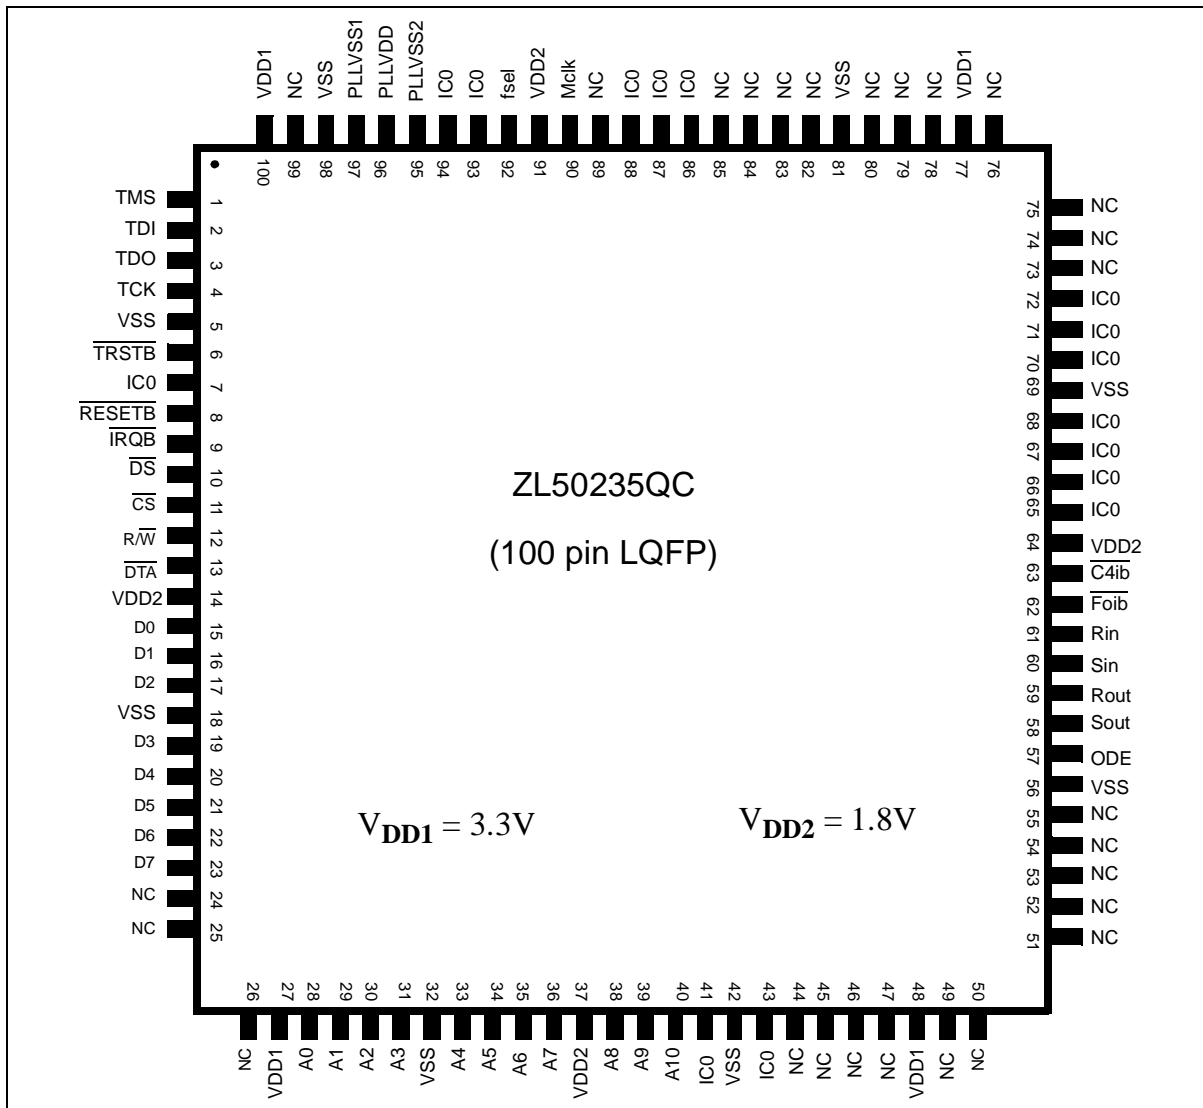 VDD1 NC VSS PLLVSS1 PLLVDD PLLVSS2 IC0 IC0 fsel VDD2 Mclk NC IC0 IC0 IC0 NC NC NC NC VSS NC NC NC VDD1 NC
100 99 98 97 96 95 94 93 92 91 90 89 88 87 86 85 84 83 82 81 80 79 78 77 76
TMS 1
TDI 2
TDO 3
TCK 4
VSS 5
TRSTB 6
IC0 7
RESETB 8
IRQB 9
DS 10
CS 11
R/W 12
DTA 13
VDD2 14
D0 15
D1 16
D2 17
VSS 18
D3 19
D4 20
D5 21
D6 22
D7 23
NC 24
NC 25
ZL50235QC
(100 pin LQFP)
VDD1 = 3.3V
VDD2 = 1.8V
75 NC
74 NC
73 NC
72 IC0
71 IC0
70 IC0
69 VSS
68 IC0
67 IC0
66 IC0
65 IC0
64 VDD2
63 C4ib
62 Foib
61 Rin
60 Sin
59 Rout
58 Sout
57 ODE
56 VSS
55 NC
54 NC
53 NC
52 NC
51 NC
26 27 28 29 30 31 32 33 34 35 36 37 38 39 40 41 42 43 44 45 46 47 48 49 50
NC VDD1 A0 A1 A2 A3 VSS A4 A5 A6 A7 VDD2 A8 A9 A10 IC0 VSS IC0 NC NC NC NC VDD1 NC NC